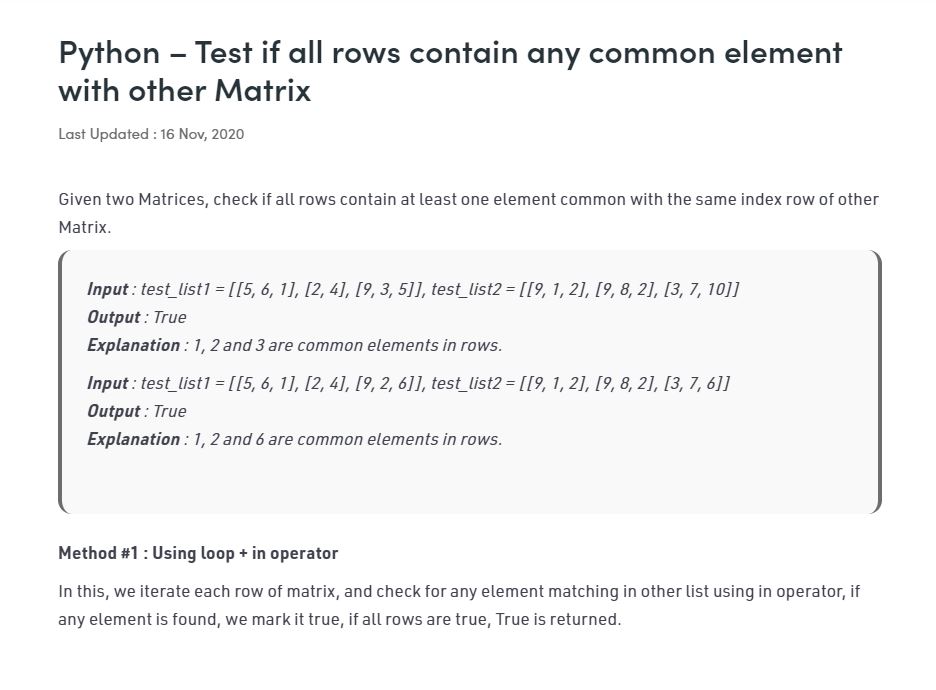 Python – Test if all rows contain any common element
with other Matrix
Last Updated : 16 Nov, 2020
Given two Matrices, check if all rows contain at least one element common with the same index row of other
Matrix.
Input : test_list1 = [[5, 6, 1], [2, 4], [9, 3, 5]], test_list2 = [[9, 1, 2], [9, 8, 2], [3, 7, 10]]
Output : True
Explanation : 1, 2 and 3 are common elements in rows.
Input : test_list1 = [[5, 6, 1], [2, 4], [9, 2, 6]], test_list2 = [[9, 1, 2], [9, 8, 2], [3, 7, 6]]
Output : True
Explanation : 1, 2 and 6 are common elements in rows.
Method #1 : Using loop + in operator
In this, we iterate each row of matrix, and check for any element matching in other list using in operator, if
any element is found, we mark it true, if all rows are true, True is returned.